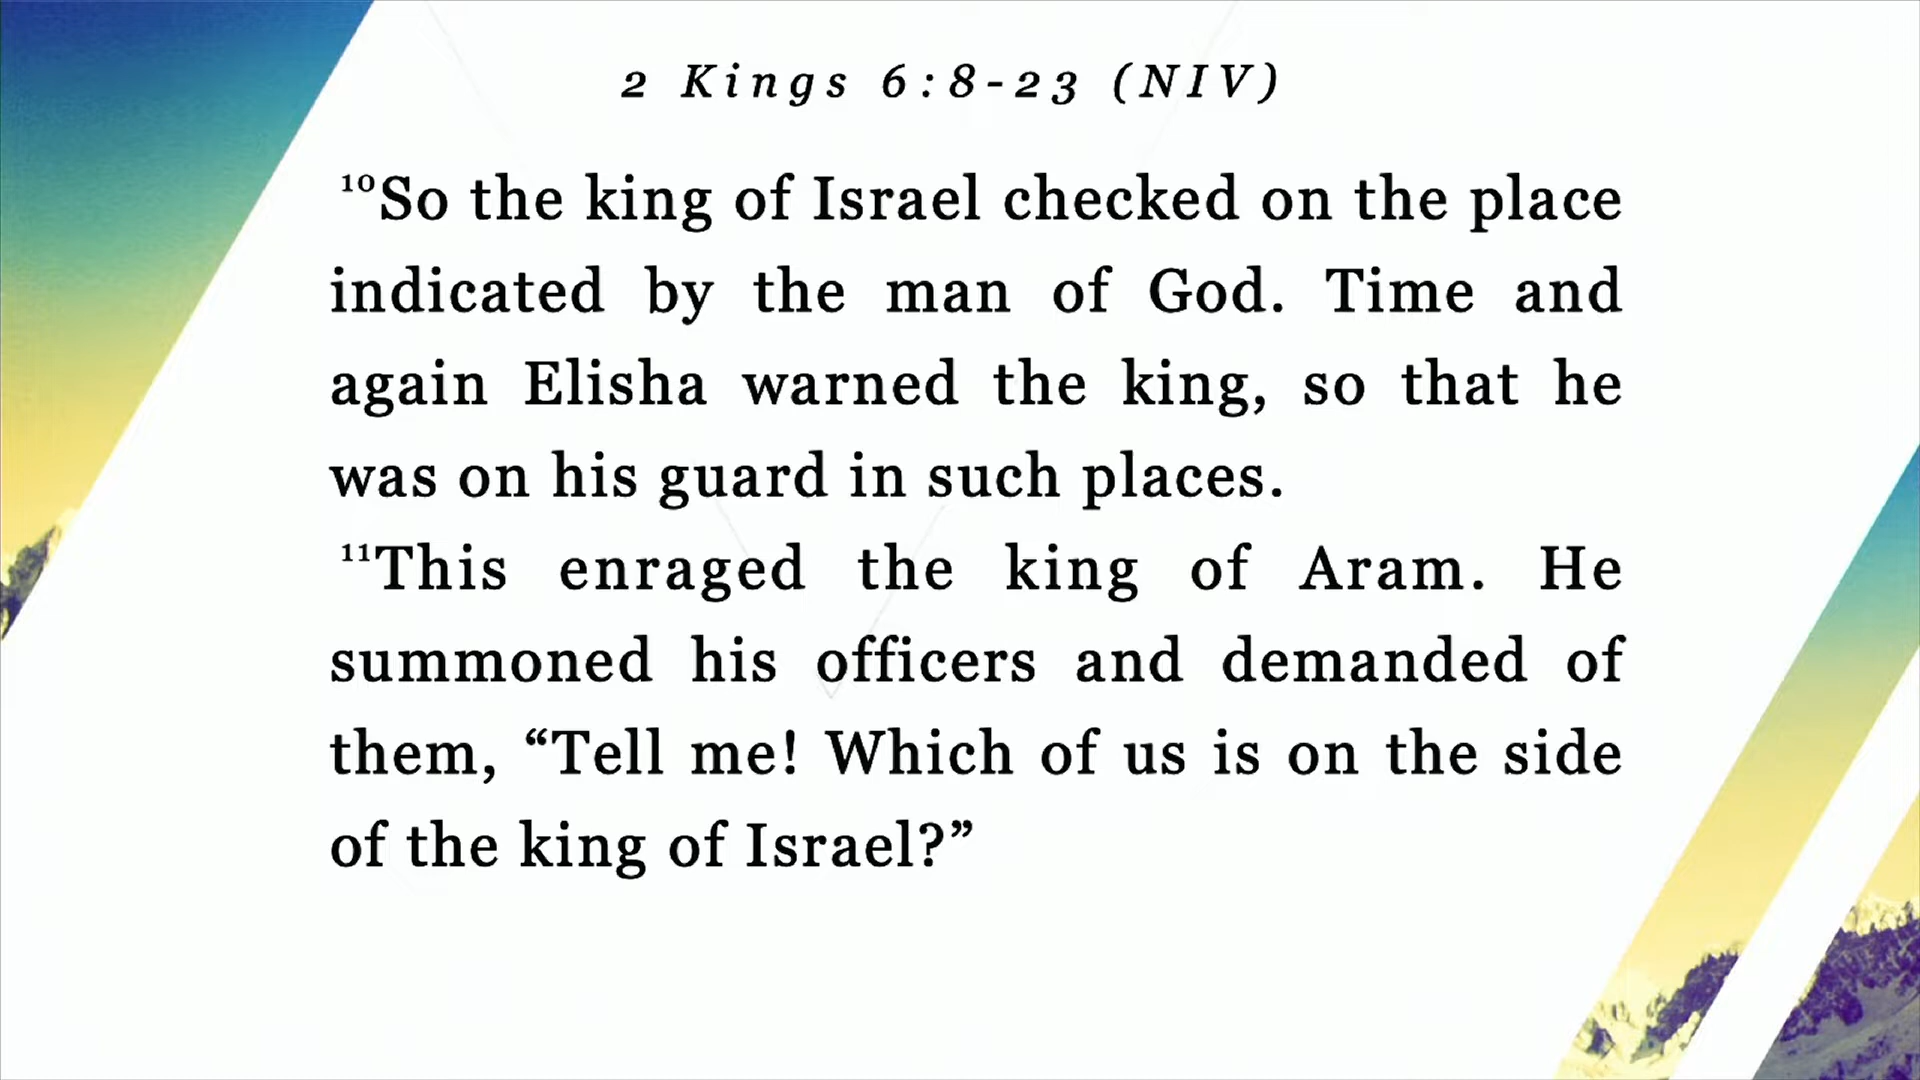 2 Kings 6:8-23 (NIV)
¹⁰So the king of Israel checked on the place
indicated by the man of God. Time and
again Elisha warned the king, so that he
was on his guard in such places.
¹¹This enraged the king of Aram. He
summoned his officers and demanded of
them, “Tell me! Which of us is on the side
of the king of Israel?”